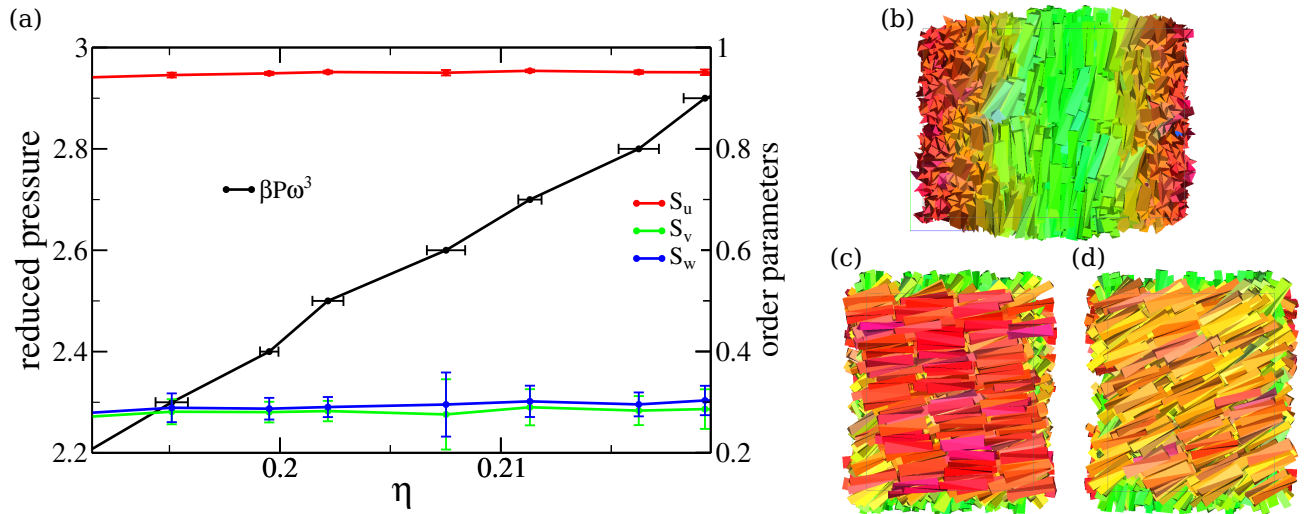 (a)
3
2.8
2.6
2.4
2.2
reduced pressure
0.2
0.21
η
1
0.8
0.6
0.4
0.2
order parameters
βPω³
S_u
S_v
S_w
(b)
(c)
(d)